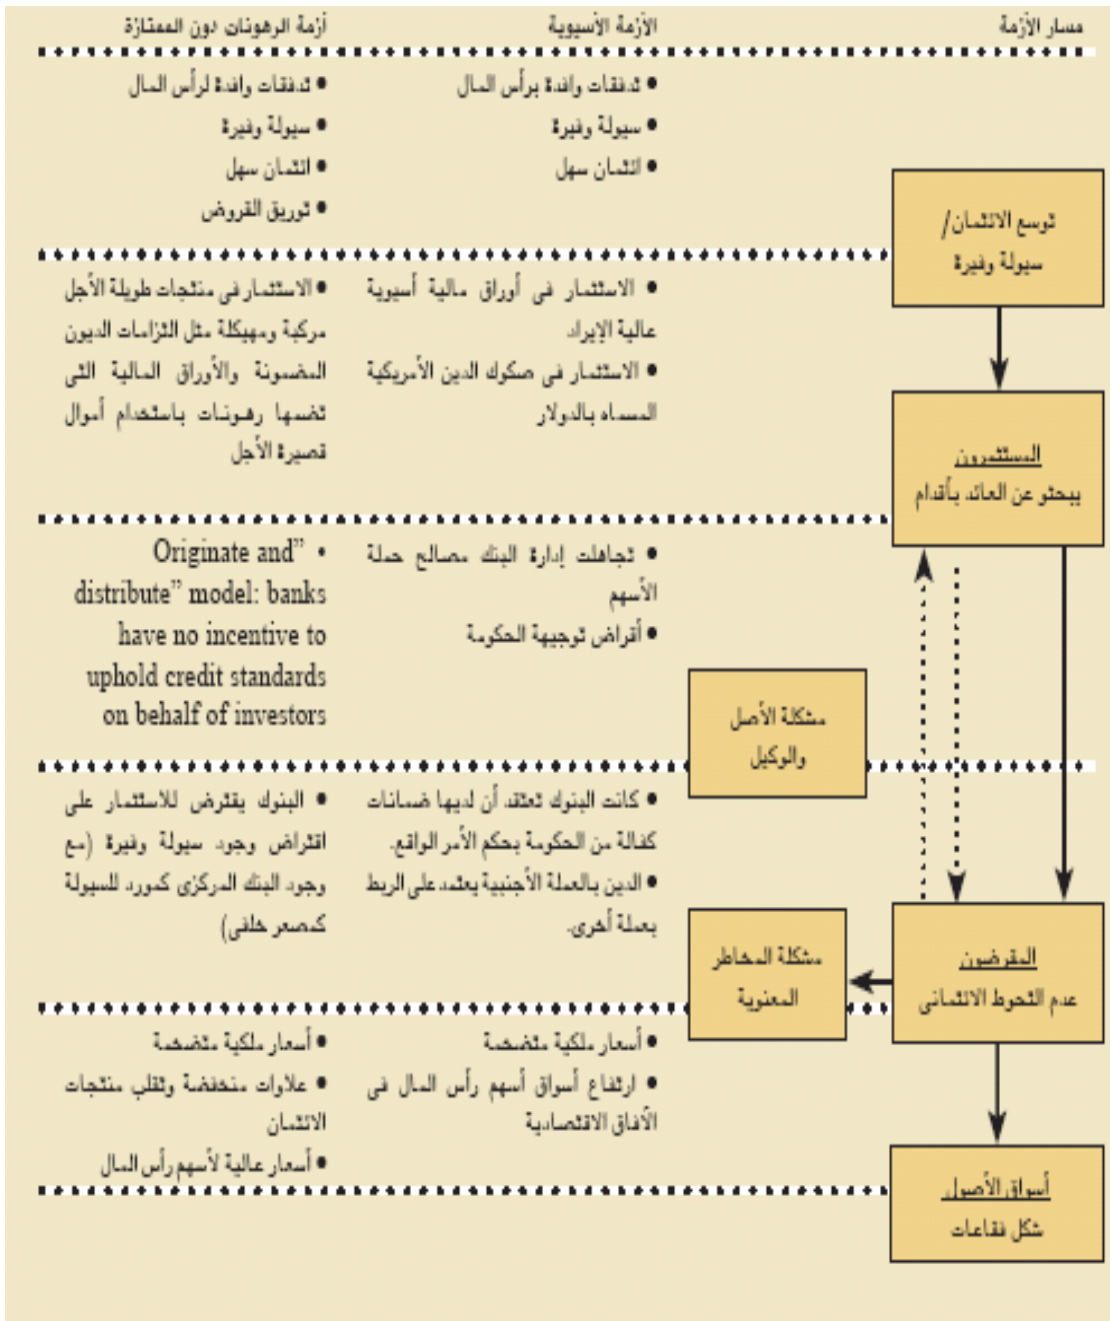 مسار الأزمة
الأزمة الأسيوية
أزمة الرهونات دون الممتازة
توسع الائتمان/
سيولة وفيرة
• تدفقات وافدة برأس المال
• سيولة وفيرة
• ائتمان سهل
• تدفقات وافدة لرأس المال
• سيولة وفيرة
• ائتمان سهل
• توريق القروض
المستثمرون
يبحثو عن العائد بأقدام
• الاستثمار فى أوراق مالية أسيوية
عالية الإيراد
• الاستثمار فى صكوك الدين الأمريكية
المسماه بالدولار
• الاستثمار فى منتجات طويلة الأجل
مركبة ومهيكلة مثل التزامات الديون
المضمونة والأوراق المالية التى
تضمها رهونات باستخدام أموال
قصيرة الأجل
مشكلة الأصل
والوكيل
• تجاهلت إدارة البنك مصالح حملة
الأسهم
• أقراض توجيهة الحكومة
Originate and” •
distribute” model: banks
have no incentive to
uphold credit standards
on behalf of investors
المقرضون
عدم التحوط الائتمانى
مشكلة المخاطر
المعنوية
• كانت البنوك تعتقد أن لديها ضمانات
كفالة من الحكومة بحكم الأمر الواقع.
• الدين بالعملة الأجنبية يعتمد على الربط
بعملة أخرى.
• البنوك يقترض للاستثمار على
افتراض وجود سيولة وفيرة (مع
وجود البنك المركزى كمورد للسيولة
كمصعر خلفى)
أسواق الأصول
شكل فقاعات
• أسعار ملكية متضخمة
• ارتفاع أسواق أسهم رأس المال فى
الأفاق الاقتصادية
• أسعار ملكية متضخمة
• علاوات منخفضة وتقلب منتجات
الائتمان
• أسعار عالية لأسهم رأس المال